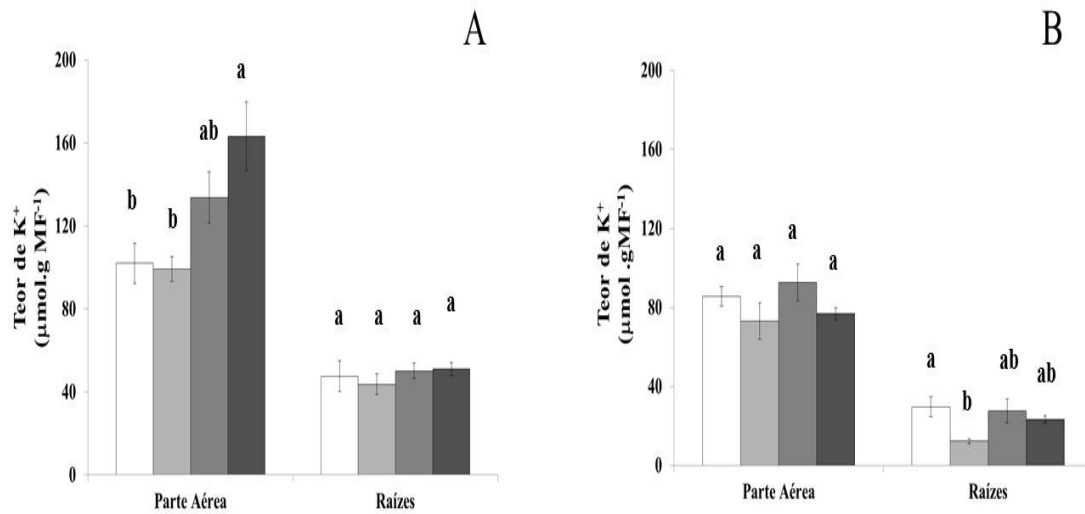 A
200
160
120
80
40
0
Teor de K⁺
(μmol.g MF⁻¹)
b
b
ab
a
a
a
a
a
Parte Aérea
Raízes
B
200
160
120
80
40
0
Teor de K⁺
(μmol .gMF⁻¹)
a
a
a
a
a
b
ab
ab
Parte Aérea
Raízes